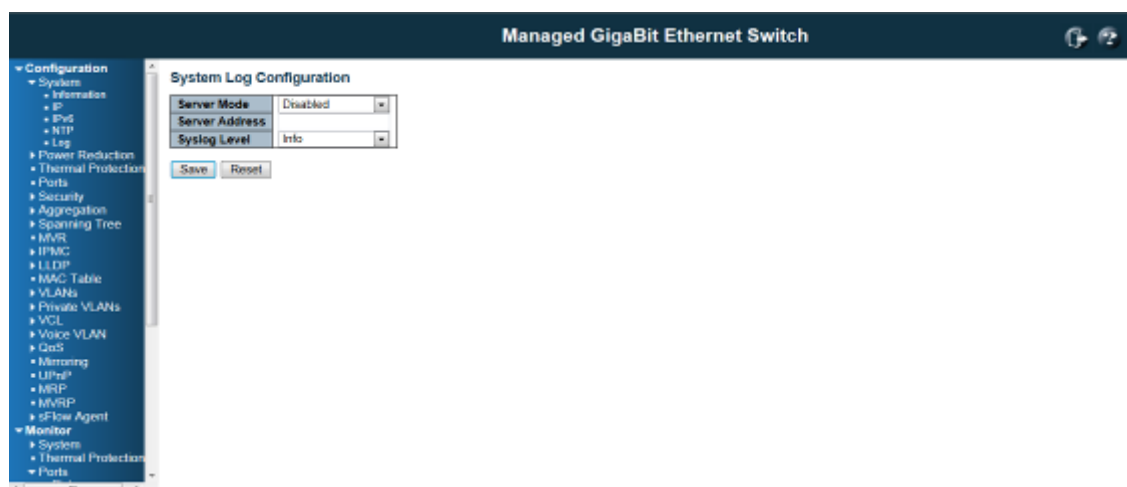 Managed GigaBit Ethernet Switch
Configuration
System
Information
IP
IPv6
NTP
Log
Power Reduction
Thermal Protection
Ports
Security
Aggregation
Spanning Tree
MVR
IPMC
LLDP
MAC Table
VLANs
Private VLANs
VCL
Voice VLAN
QoS
Mirroring
UPnP
MRP
MVRP
sFlow Agent
Monitor
System
Thermal Protection
Ports
System Log Configuration
Server Mode Disabled
Server Address
Syslog Level Info
Save Reset